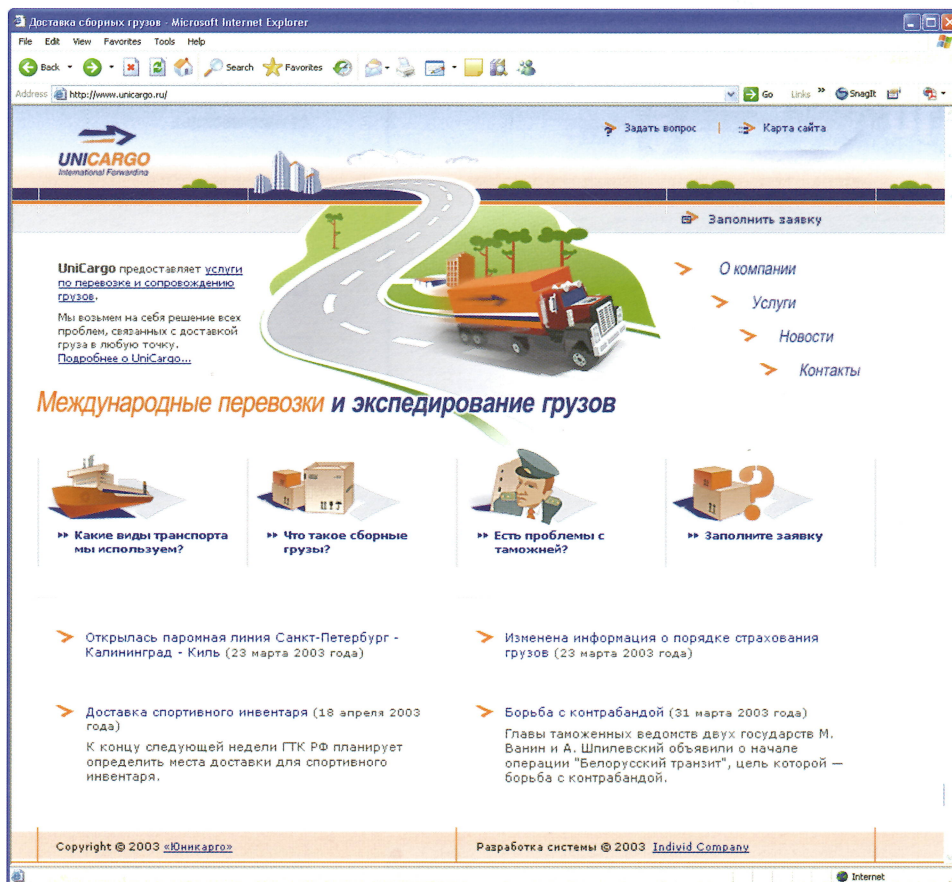 Доставка сборных грузов - Microsoft Internet Explorer
File Edit View Favorites Tools Help
Back Search Favorites
Address http://www.unicargo.ru/ Go Links » SnagIt
Задать вопрос | Карта сайта
UNICARGO
International Forwarding
Заполнить заявку
UniCargo предоставляет услуги
по перевозке и сопровождению
грузов.
Мы возьмем на себя решение всех
проблем, связанных с доставкой
груза в любую точку.
Подробнее о UniCargo...
О компании
Услуги
Новости
Контакты
Международные перевозки и экспедирование грузов
Какие виды транспорта
мы используем?
Что такое сборные
грузы?
Есть проблемы с
таможней?
Заполните заявку
Открылась паромная линия Санкт-Петербург -
Калининград - Киль (23 марта 2003 года)
Изменена информация о порядке страхования
грузов (23 марта 2003 года)
Доставка спортивного инвентаря (18 апреля 2003
года)
К концу следующей недели ГТК РФ планирует
определить места доставки для спортивного
инвентаря.
Борьба с контрабандой (31 марта 2003 года)
Главы таможенных ведомств двух государств М.
Ванин и А. Шпилевский объявили о начале
операции "Белорусский транзит", цель которой —
борьба с контрабандой.
Copyright © 2003 «Юникарго»
Разработка системы © 2003 Individ Company
Internet